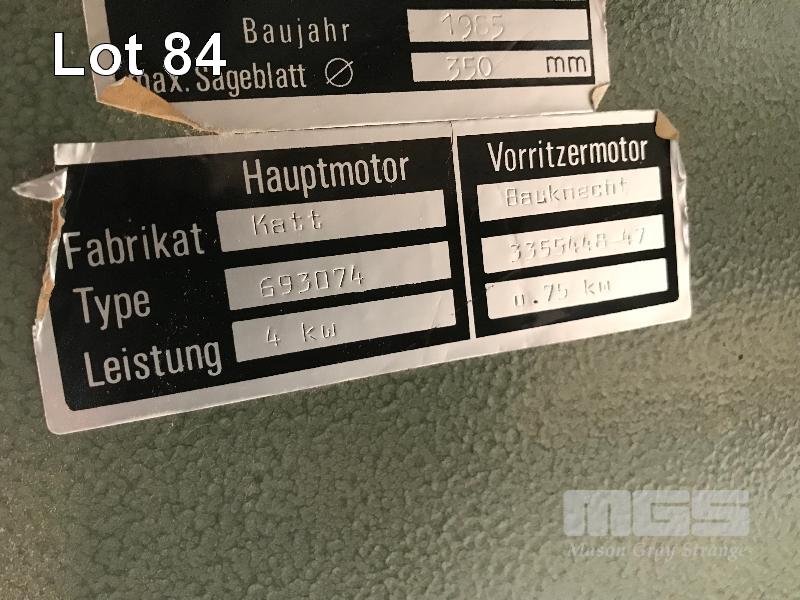 Lot 84
Baujahr 1985
max. Sägeblatt ∅ 350 mm
Hauptmotor Vorritzermotor
Fabrikat Katt Bauknecht
Type 693074 3355448-47
Leistung 4 kw 0.75 kw
MGS
Mason Gray Strange